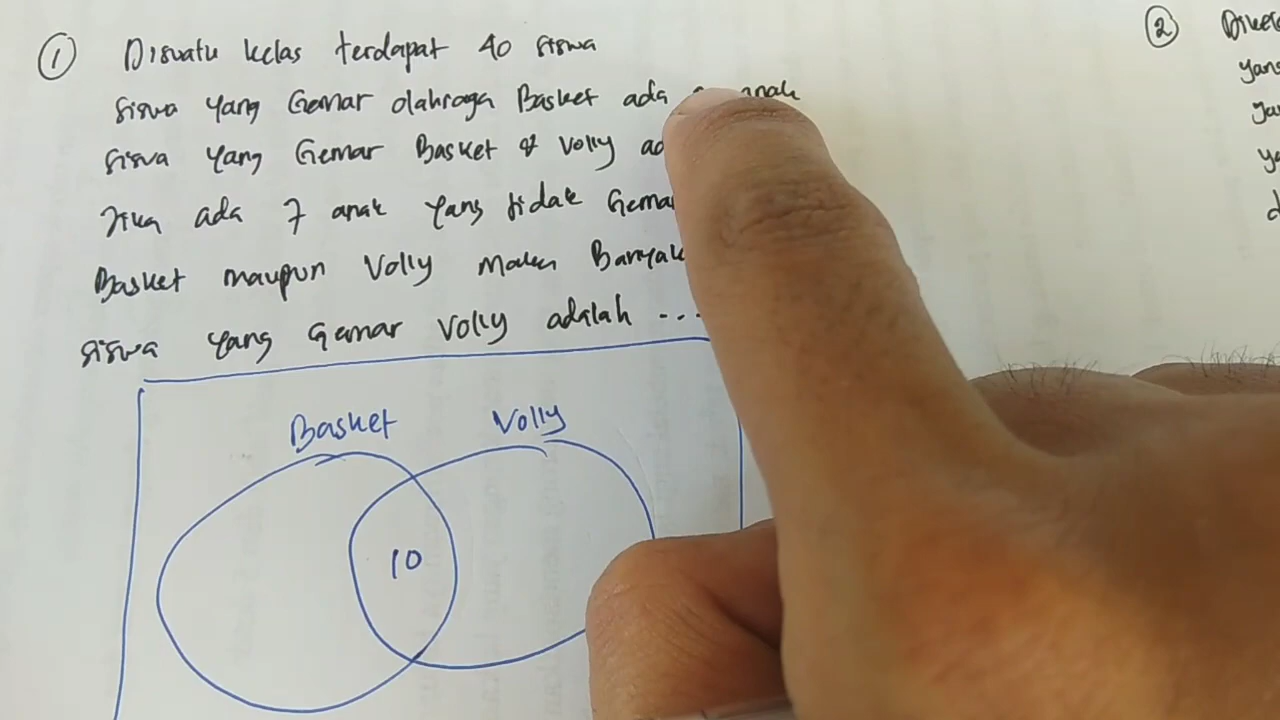 ① Disuatu kelas terdapat 40 siswa
siswa yang Gemar olahraga Basket ada anak
siswa yang Gemar Basket & Volly
Jika ada 7 anak yang tidak
Basket maupun Volly maka Banyak
siswa yang Gemar Volly adalah ...
Basket Volly
10
②